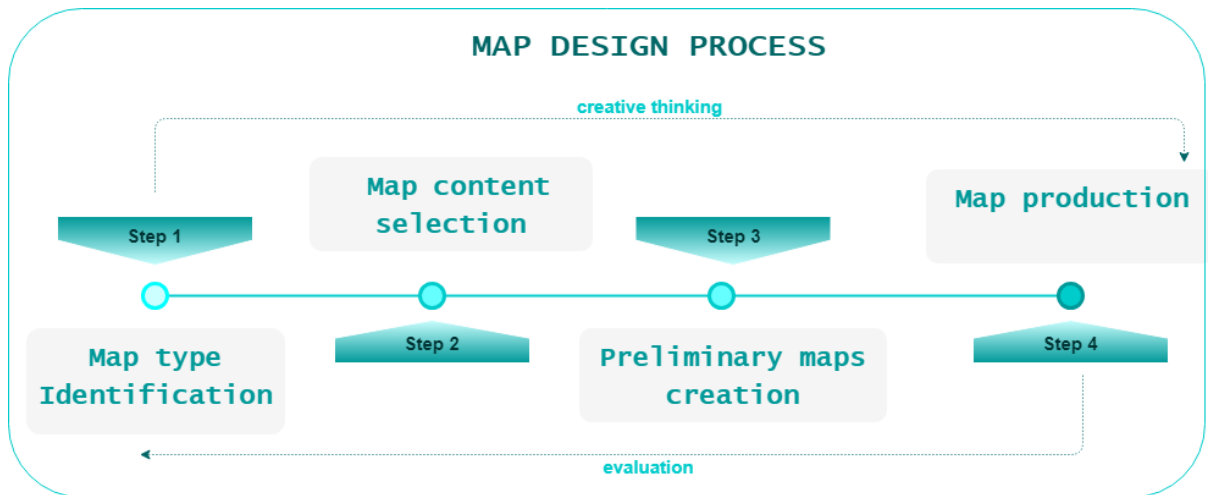 MAP DESIGN PROCESS
creative thinking
Map content
selection
Map production
Step 1
Step 3
Step 2
Step 4
Map type
Identification
Preliminary maps
creation
evaluation